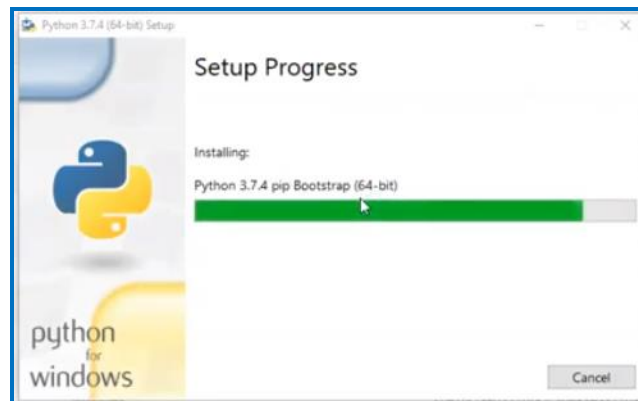 Python 3.7.4 (64-bit) Setup
Setup Progress
Installing:
Python 3.7.4 pip Bootstrap (64-bit)
python
for
windows
Cancel